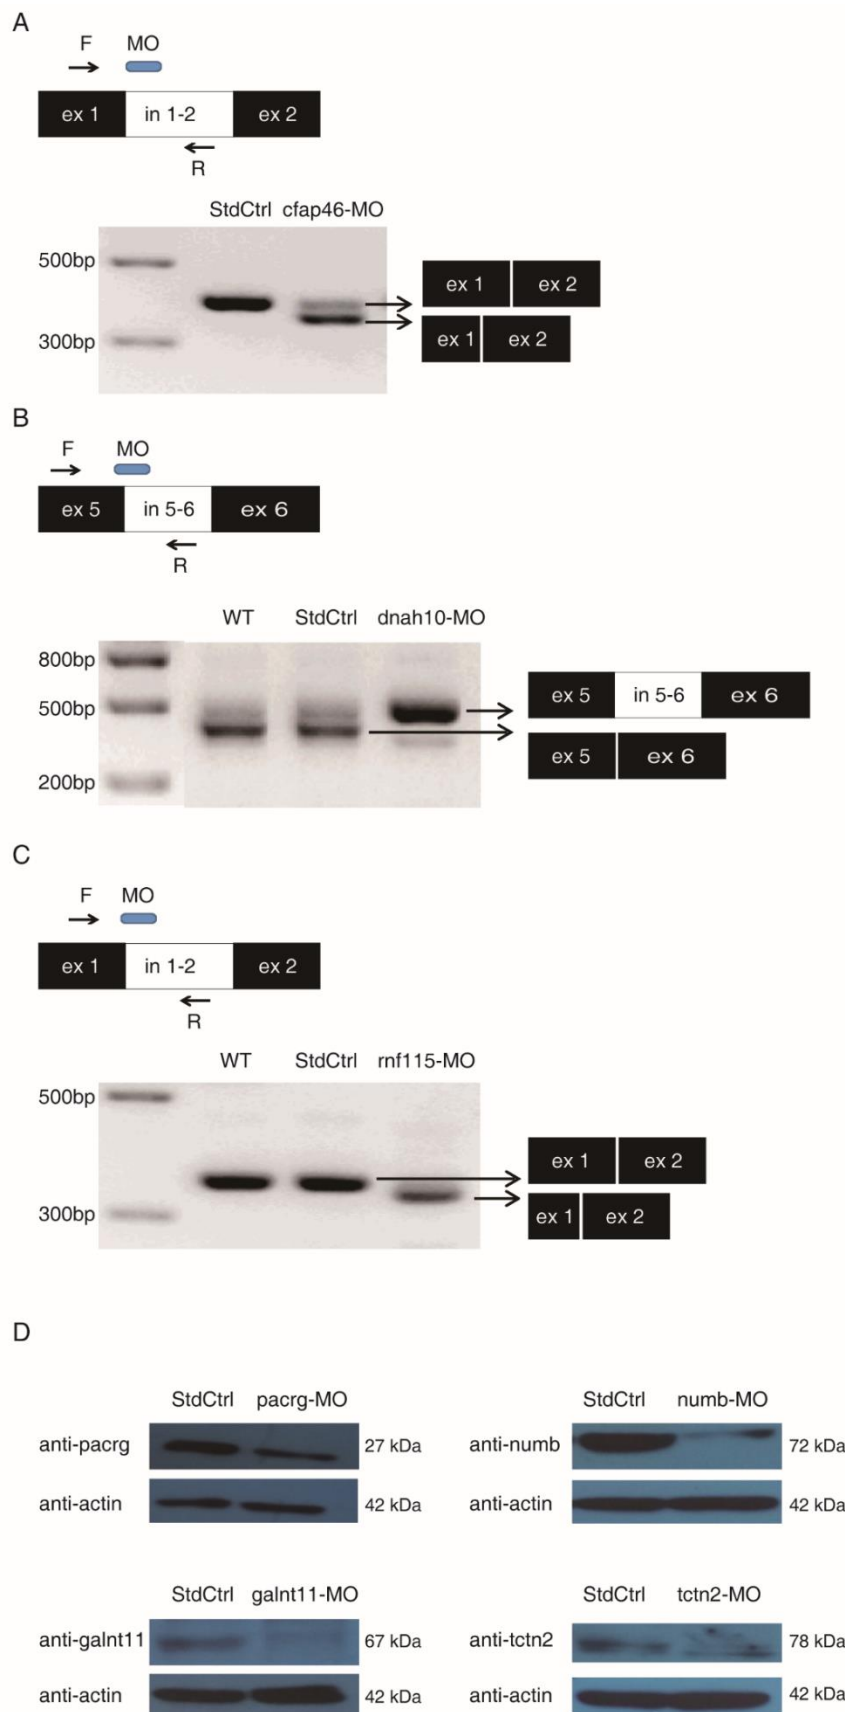 A
F MO
ex 1 in 1-2 ex 2
R
StdCtrl cfap46-MO
500bp
ex 1 ex 2
300bp
ex 1 ex 2
B
F MO
ex 5 in 5-6 ex 6
R
WT StdCtrl dnah10-MO
800bp
500bp
ex 5 in 5-6 ex 6
200bp
ex 5 ex 6
C
F MO
ex 1 in 1-2 ex 2
R
WT StdCtrl rnf115-MO
500bp
ex 1 ex 2
300bp
ex 1 ex 2
D
StdCtrl pacrg-MO
anti-pacrg 27 kDa
anti-actin 42 kDa
StdCtrl numb-MO
anti-numb 72 kDa
anti-actin 42 kDa
StdCtrl galnt11-MO
anti-galnt11 67 kDa
anti-actin 42 kDa
StdCtrl tctn2-MO
anti-tctn2 78 kDa
anti-actin 42 kDa